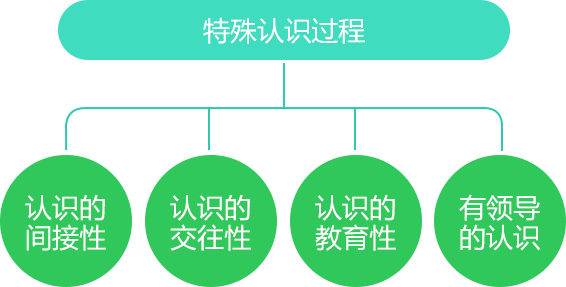 特殊认识过程
认识的
间接性
认识的
交往性
认识的
教育性
有领导
的认识